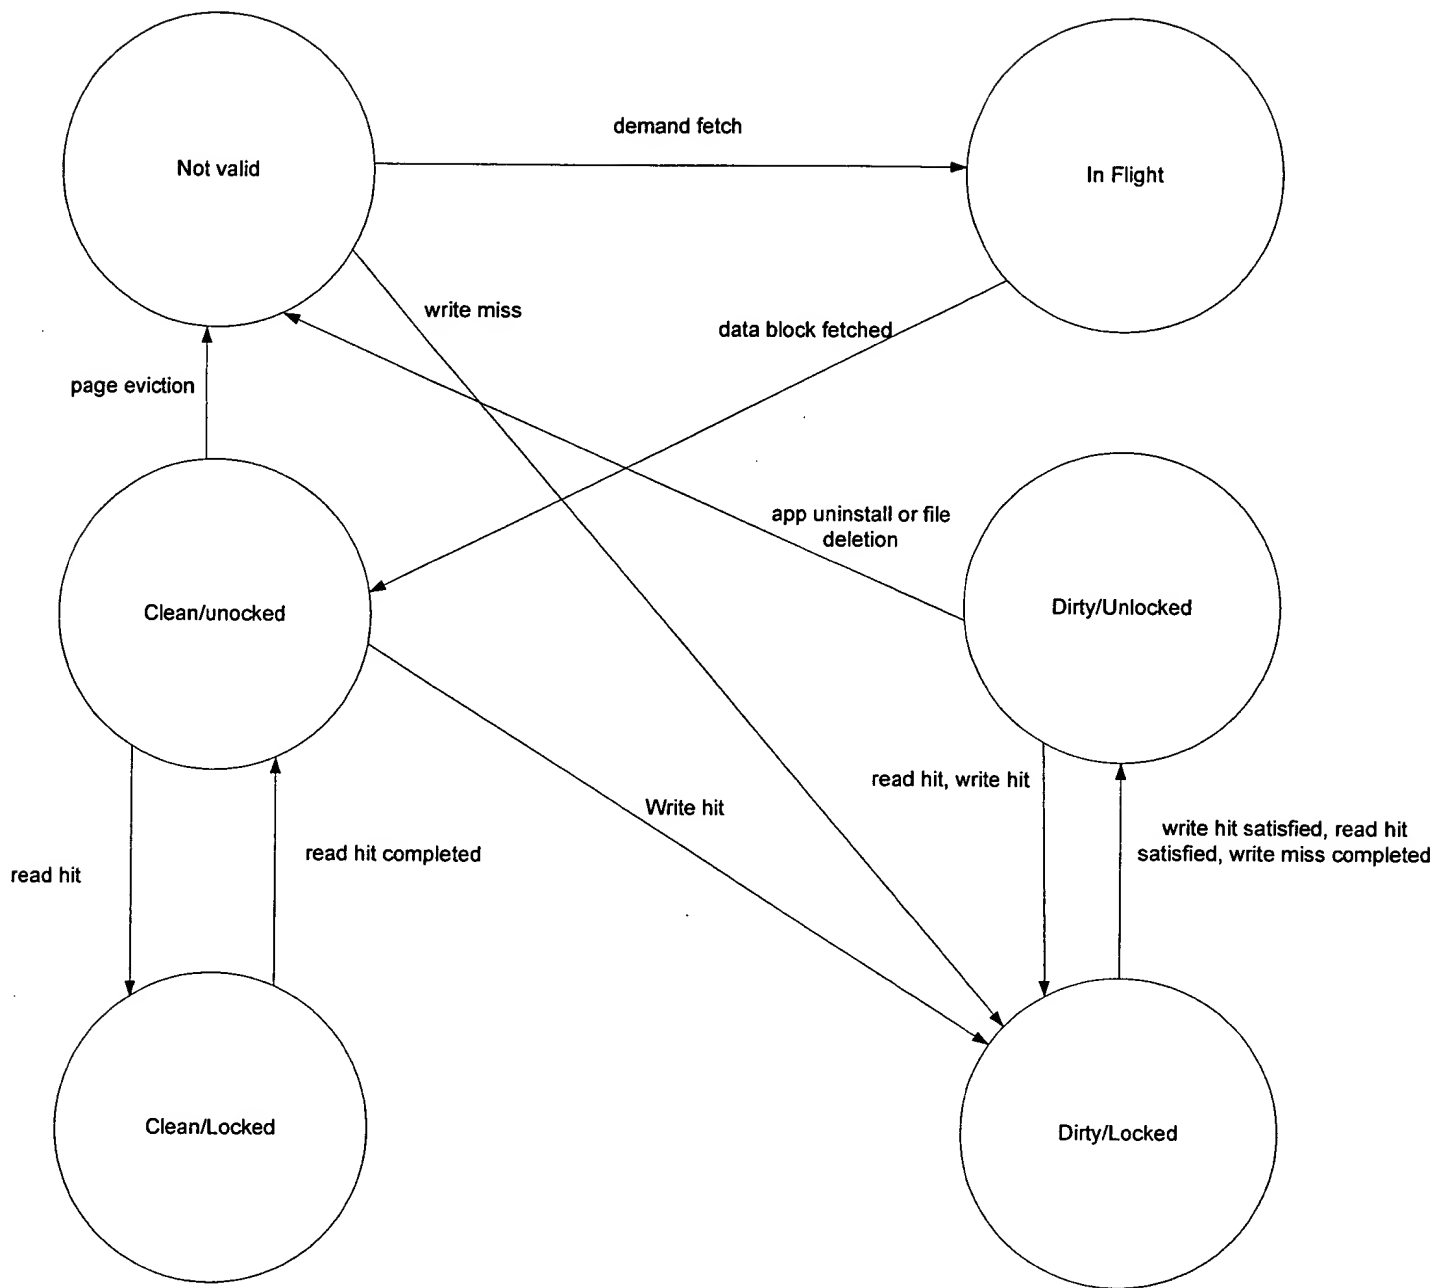 demand fetch
Not valid
In Flight
write miss
data block fetched
page eviction
app uninstall or file
deletion
Clean/unocked
Dirty/Unlocked
read hit, write hit
Write hit
write hit satisfied, read hit
satisfied, write miss completed
read hit completed
read hit
Clean/Locked
Dirty/Locked